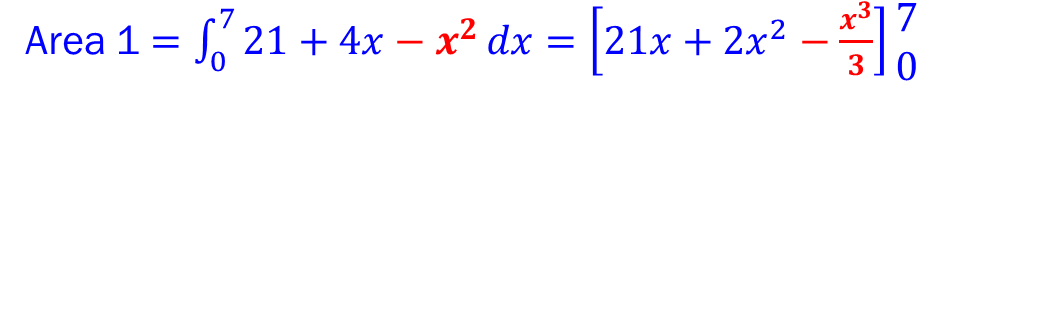 Area 1 = ∫₀⁷ 21 + 4x − x² dx = [21x + 2x² − x³/3]₀⁷